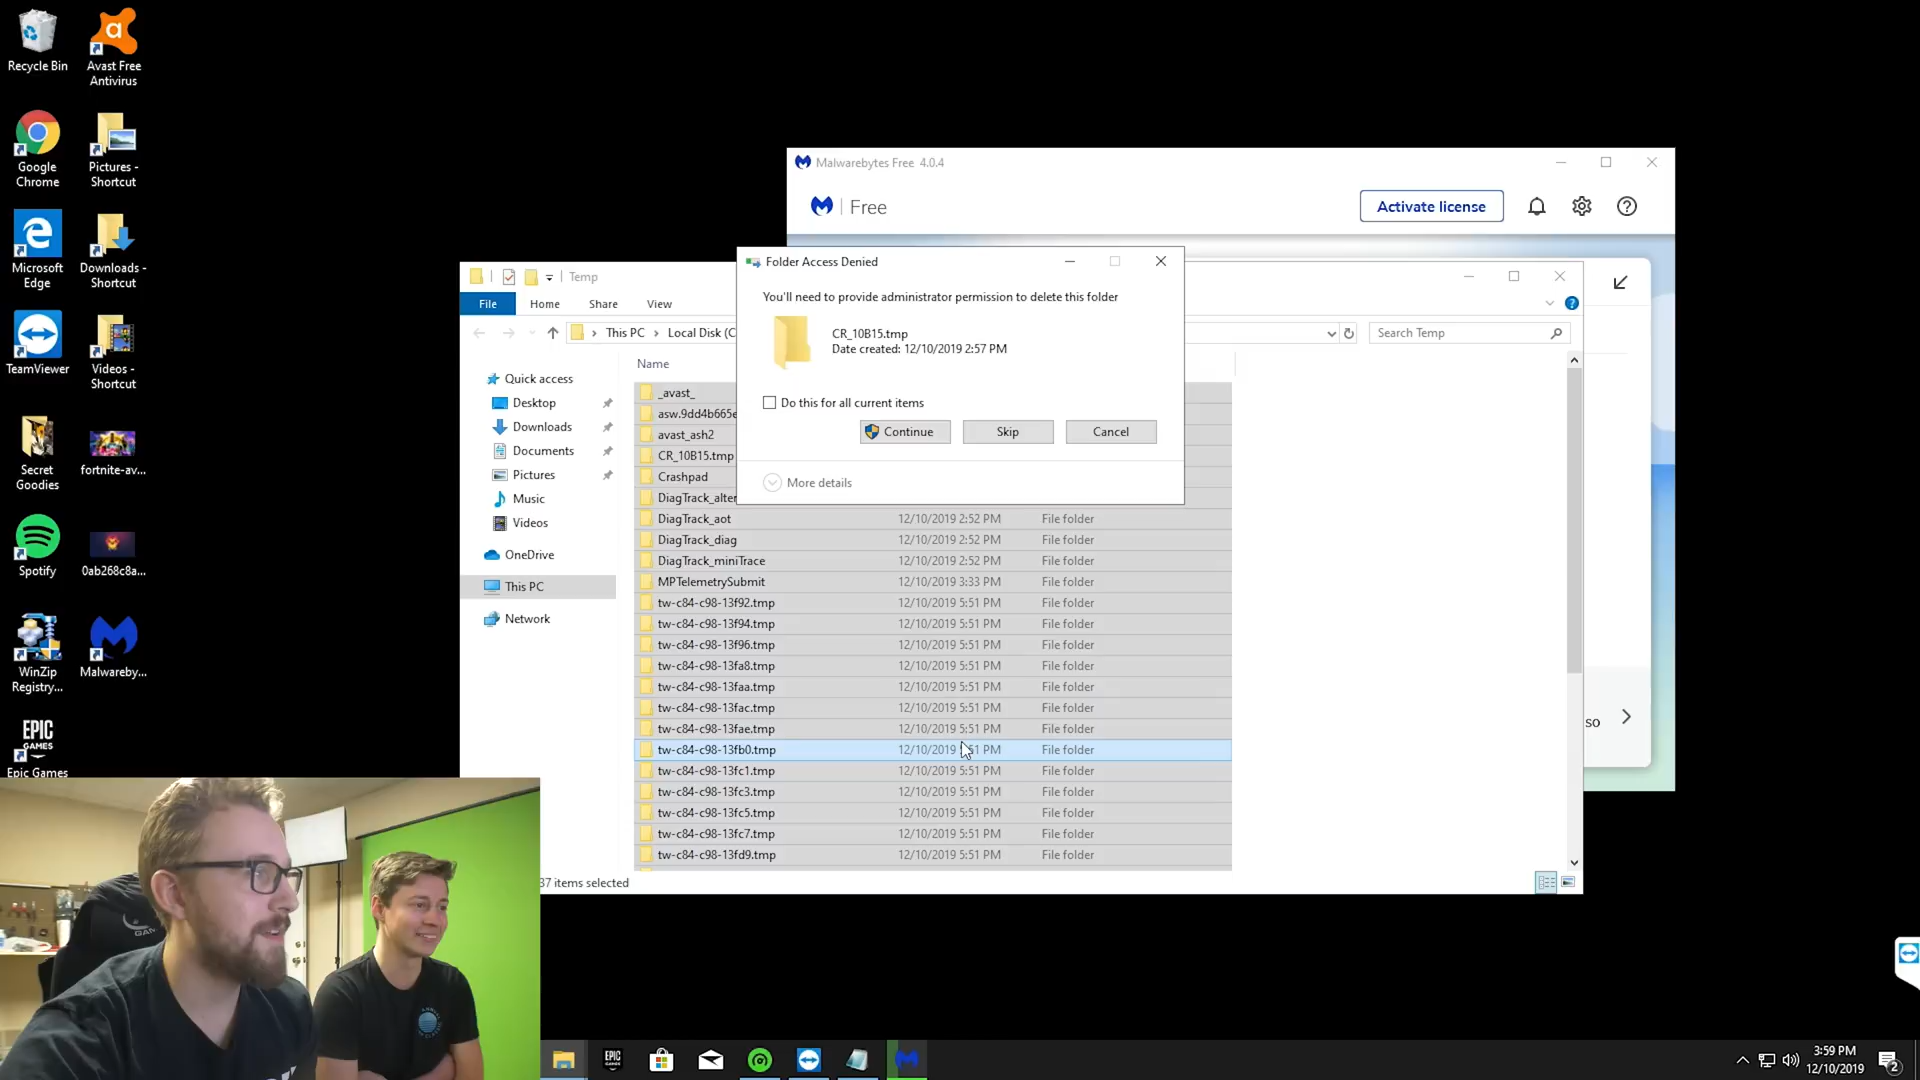 Recycle Bin
Avast Free
Antivirus
Google
Chrome
Pictures -
Shortcut
Microsoft
Edge
Downloads -
Shortcut
TeamViewer
Videos -
Shortcut
Secret
Goodies
fortnite-av...
Spotify
0ab268c8a...
WinZip
Registry...
Malwareby...
EPIC
GAMES
Epic Games
Malwarebytes Free 4.0.4
Free
Activate license
Temp
File
Home
Share
View
This PC
Local Disk (C
Search Temp
Quick access
Desktop
Downloads
Documents
Pictures
Music
Videos
OneDrive
This PC
Network
Name
_avast_
asw.9dd4b665e
avast_ash2
CR_10B15.tmp
Crashpad
DiagTrack_alter
DiagTrack_aot 12/10/2019 2:52 PM File folder
DiagTrack_diag 12/10/2019 2:52 PM File folder
DiagTrack_miniTrace 12/10/2019 2:52 PM File folder
MPTelemetrySubmit 12/10/2019 3:33 PM File folder
tw-c84-c98-13f92.tmp 12/10/2019 5:51 PM File folder
tw-c84-c98-13f94.tmp 12/10/2019 5:51 PM File folder
tw-c84-c98-13f96.tmp 12/10/2019 5:51 PM File folder
tw-c84-c98-13fa8.tmp 12/10/2019 5:51 PM File folder
tw-c84-c98-13faa.tmp 12/10/2019 5:51 PM File folder
tw-c84-c98-13fac.tmp 12/10/2019 5:51 PM File folder
tw-c84-c98-13fae.tmp 12/10/2019 5:51 PM File folder
tw-c84-c98-13fb0.tmp 12/10/2019 5:51 PM File folder
tw-c84-c98-13fc1.tmp 12/10/2019 5:51 PM File folder
tw-c84-c98-13fc3.tmp 12/10/2019 5:51 PM File folder
tw-c84-c98-13fc5.tmp 12/10/2019 5:51 PM File folder
tw-c84-c98-13fc7.tmp 12/10/2019 5:51 PM File folder
tw-c84-c98-13fd9.tmp 12/10/2019 5:51 PM File folder
37 items selected
Folder Access Denied
You'll need to provide administrator permission to delete this folder
CR_10B15.tmp
Date created: 12/10/2019 2:57 PM
Do this for all current items
Continue
Skip
Cancel
More details
so
EPIC
GAMES
3:59 PM
12/10/2019
2